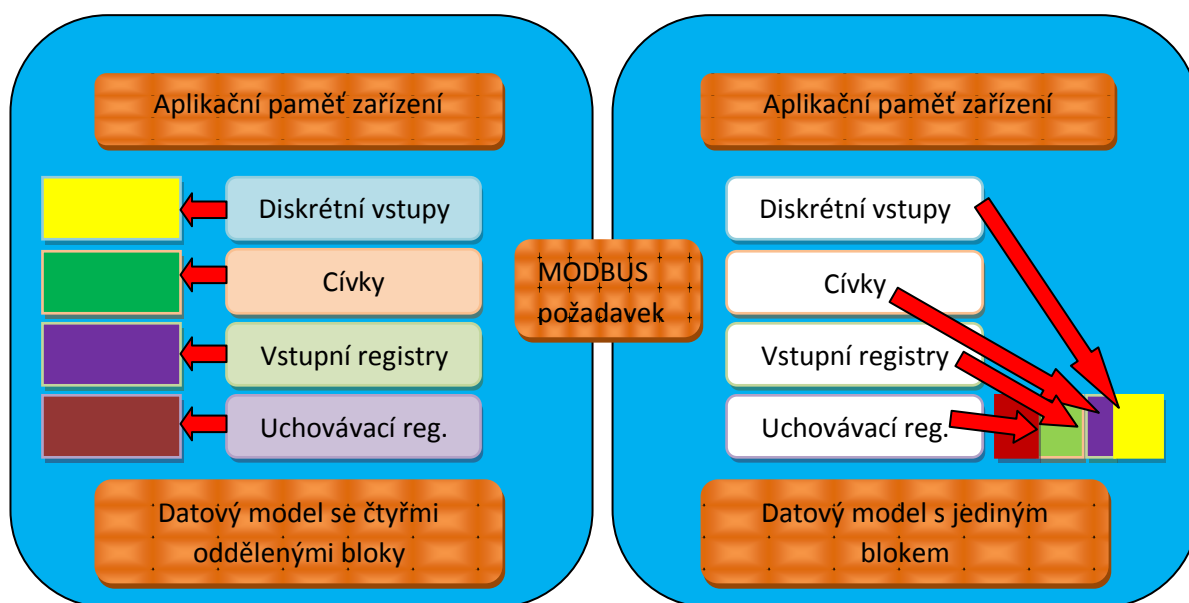 Aplikační paměť zařízení
Diskrétní vstupy
Cívky
Vstupní registry
Uchovávací reg.
Datový model se čtyřmi
oddělenými bloky
MODBUS
požadavek
Aplikační paměť zařízení
Diskrétní vstupy
Cívky
Vstupní registry
Uchovávací reg.
Datový model s jediným
blokem